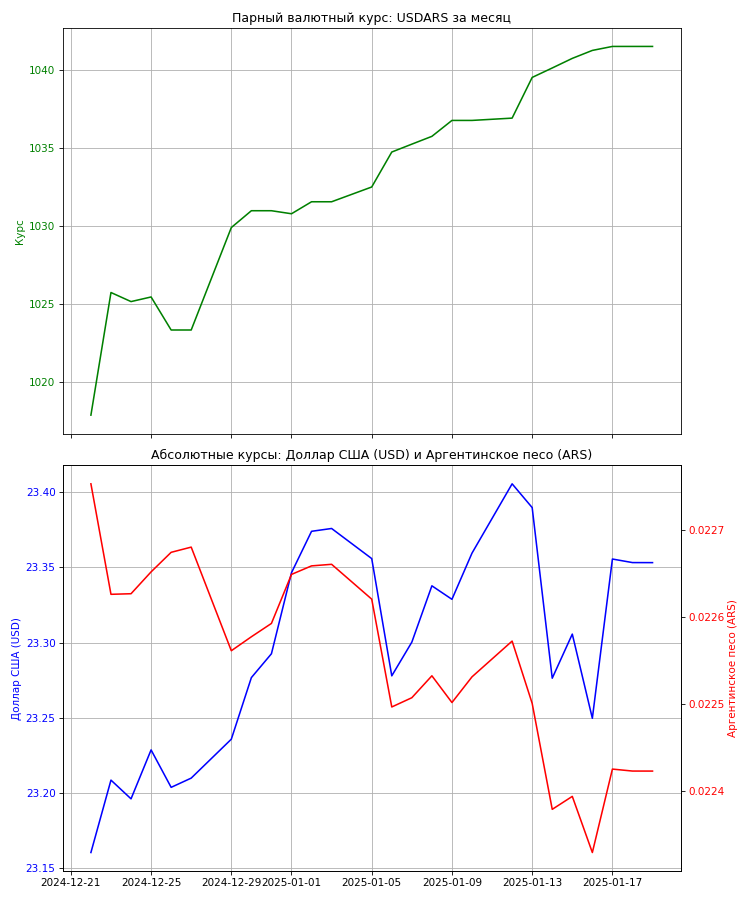 Парный валютный курс: USDARS за месяц
1040
1035
1030
1025
1020
Курс
Абсолютные курсы: Доллар США (USD) и Аргентинское песо (ARS)
23.40
23.35
23.30
23.25
23.20
23.15
Доллар США (USD)
0.0227
0.0226
0.0225
0.0224
Аргентинское песо (ARS)
2024-12-21 2024-12-25 2024-12-29 2025-01-01 2025-01-05 2025-01-09 2025-01-13 2025-01-17